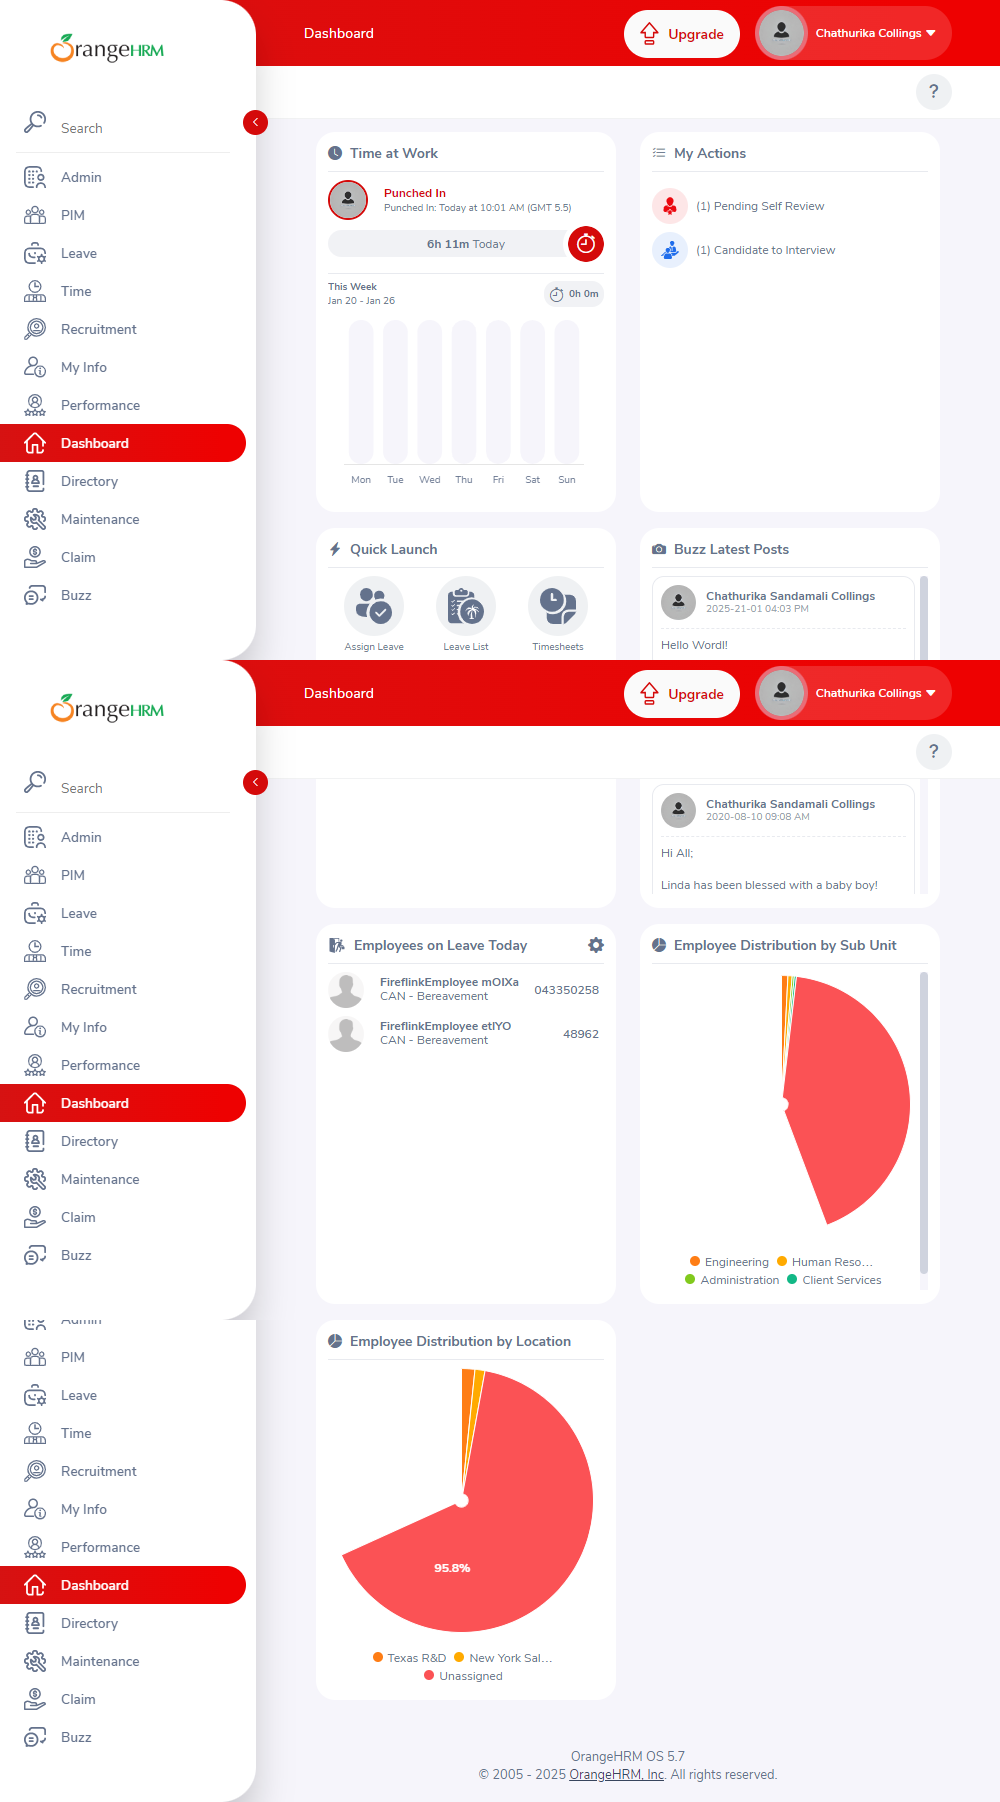 OrangeHRM
Search
Admin
PIM
Leave
Time
Recruitment
My Info
Performance
Dashboard
Directory
Maintenance
Claim
Buzz
Dashboard
Upgrade
Chathurika Collings
?
Time at Work
Punched In
Punched In: Today at 10:01 AM (GMT 5.5)
6h 11m Today
This Week
Jan 20 - Jan 26
0h 0m
Mon Tue Wed Thu Fri Sat Sun
My Actions
(1) Pending Self Review
(1) Candidate to Interview
Quick Launch
Assign Leave
Leave List
Timesheets
Buzz Latest Posts
Chathurika Sandamali Collings
2025-21-01 04:03 PM
Hello Wordl!
OrangeHRM
Search
Admin
PIM
Leave
Time
Recruitment
My Info
Performance
Dashboard
Directory
Maintenance
Claim
Buzz
Dashboard
Upgrade
Chathurika Collings
?
Chathurika Sandamali Collings
2020-08-10 09:08 AM
Hi All;
Linda has been blessed with a baby boy!
Employees on Leave Today
FireflinkEmployee mOIXa
CAN - Bereavement
043350258
FireflinkEmployee etIYO
CAN - Bereavement
48962
Employee Distribution by Sub Unit
Engineering
Human Reso...
Administration
Client Services
Admin
PIM
Leave
Time
Recruitment
My Info
Performance
Dashboard
Directory
Maintenance
Claim
Buzz
Employee Distribution by Location
95.8%
Texas R&D
New York Sal...
Unassigned
OrangeHRM OS 5.7
© 2005 - 2025 OrangeHRM, Inc. All rights reserved.